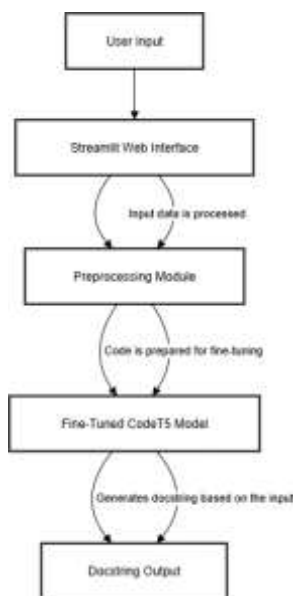 User Input
Streamlit Web Interface
Input data is processed
Preprocessing Module
Code is prepared for fine-tuning
Fine-Tuned CodeT5 Model
Generates docstring based on the input
Docstring Output